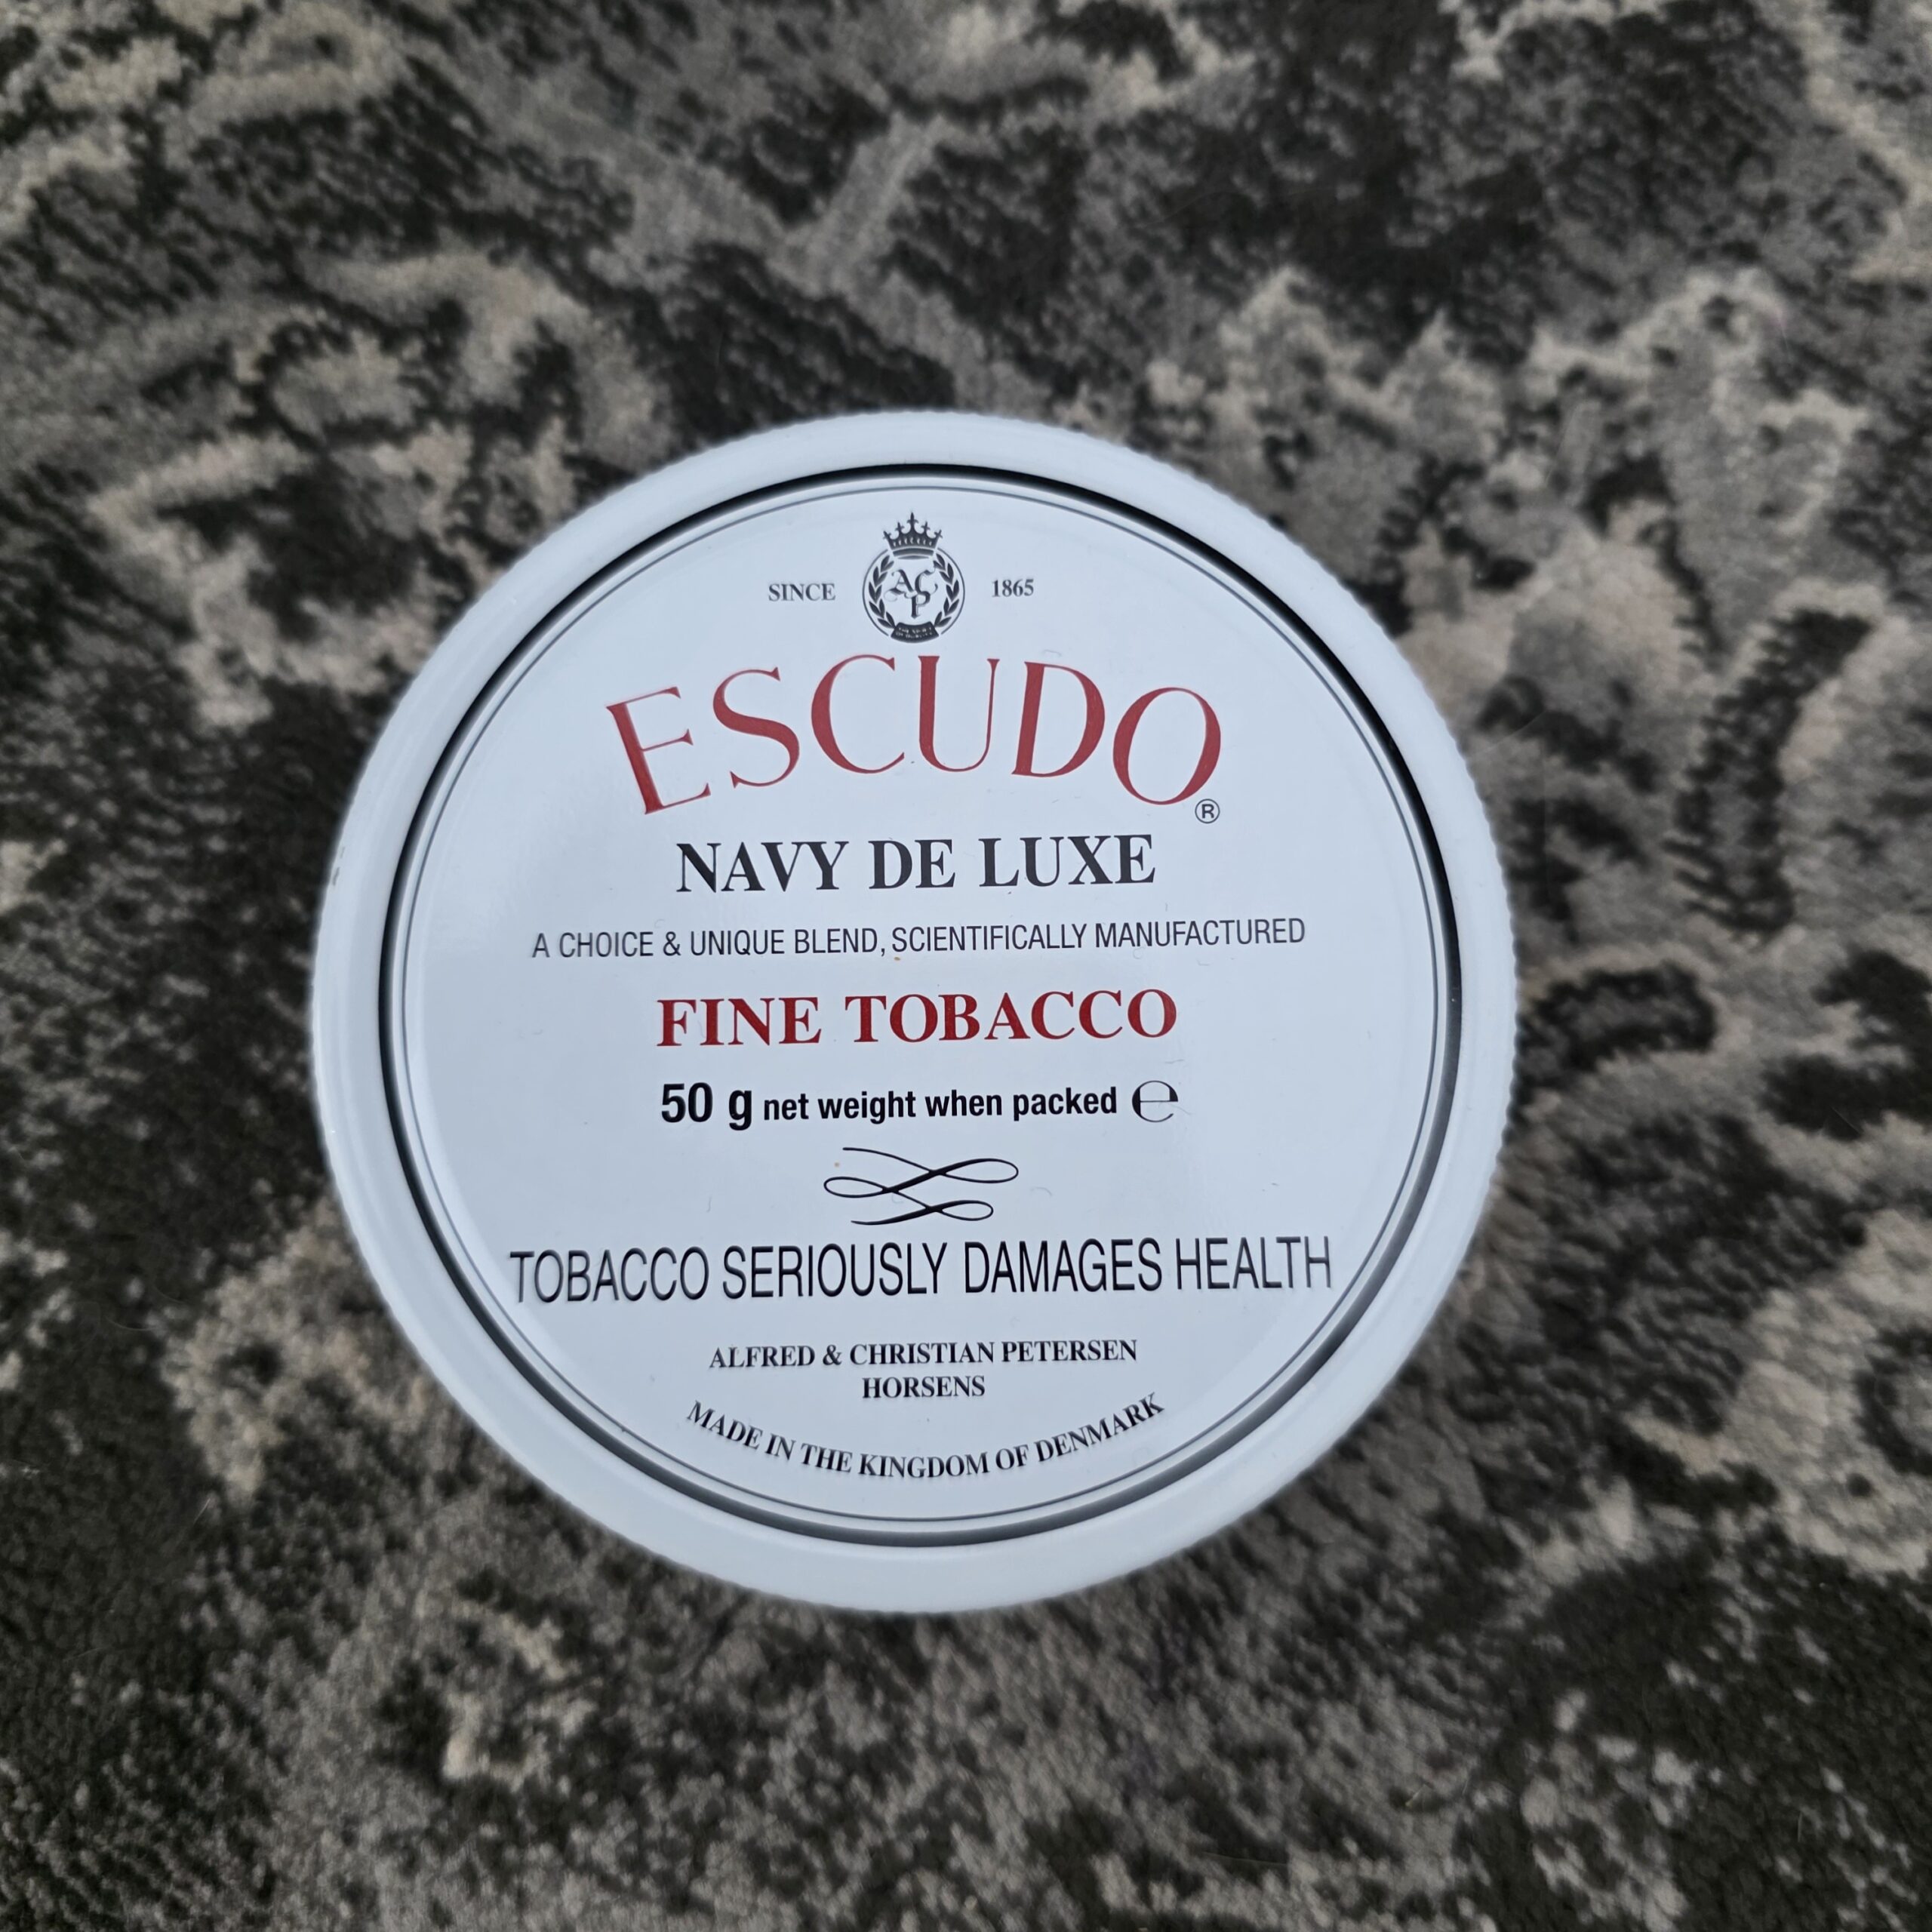 SINCE ACP 1865
ESCUDO®
NAVY DE LUXE
A CHOICE & UNIQUE BLEND, SCIENTIFICALLY MANUFACTURED
FINE TOBACCO
50 g net weight when packed ℮
TOBACCO SERIOUSLY DAMAGES HEALTH
ALFRED & CHRISTIAN PETERSEN
HORSENS
MADE IN THE KINGDOM OF DENMARK